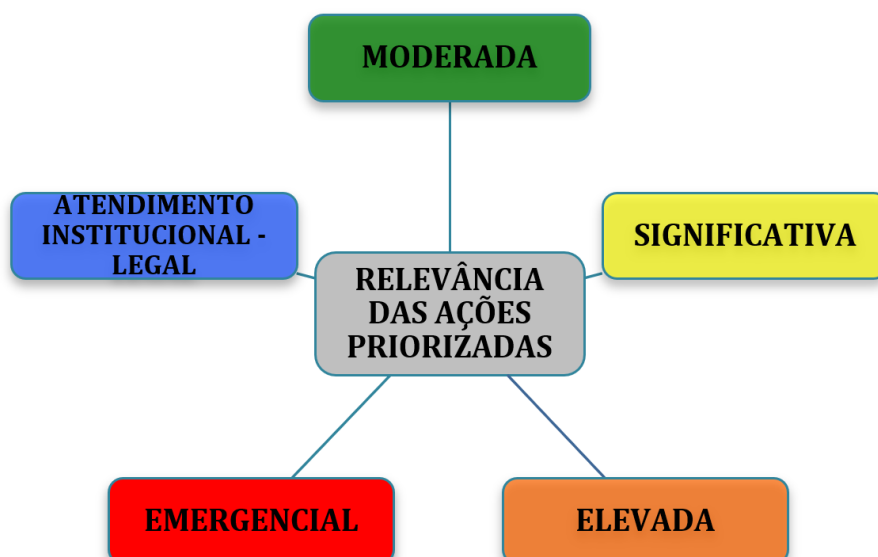 MODERADA
ATENDIMENTO
INSTITUCIONAL -
LEGAL
SIGNIFICATIVA
RELEVÂNCIA
DAS AÇÕES
PRIORIZADAS
EMERGENCIAL
ELEVADA